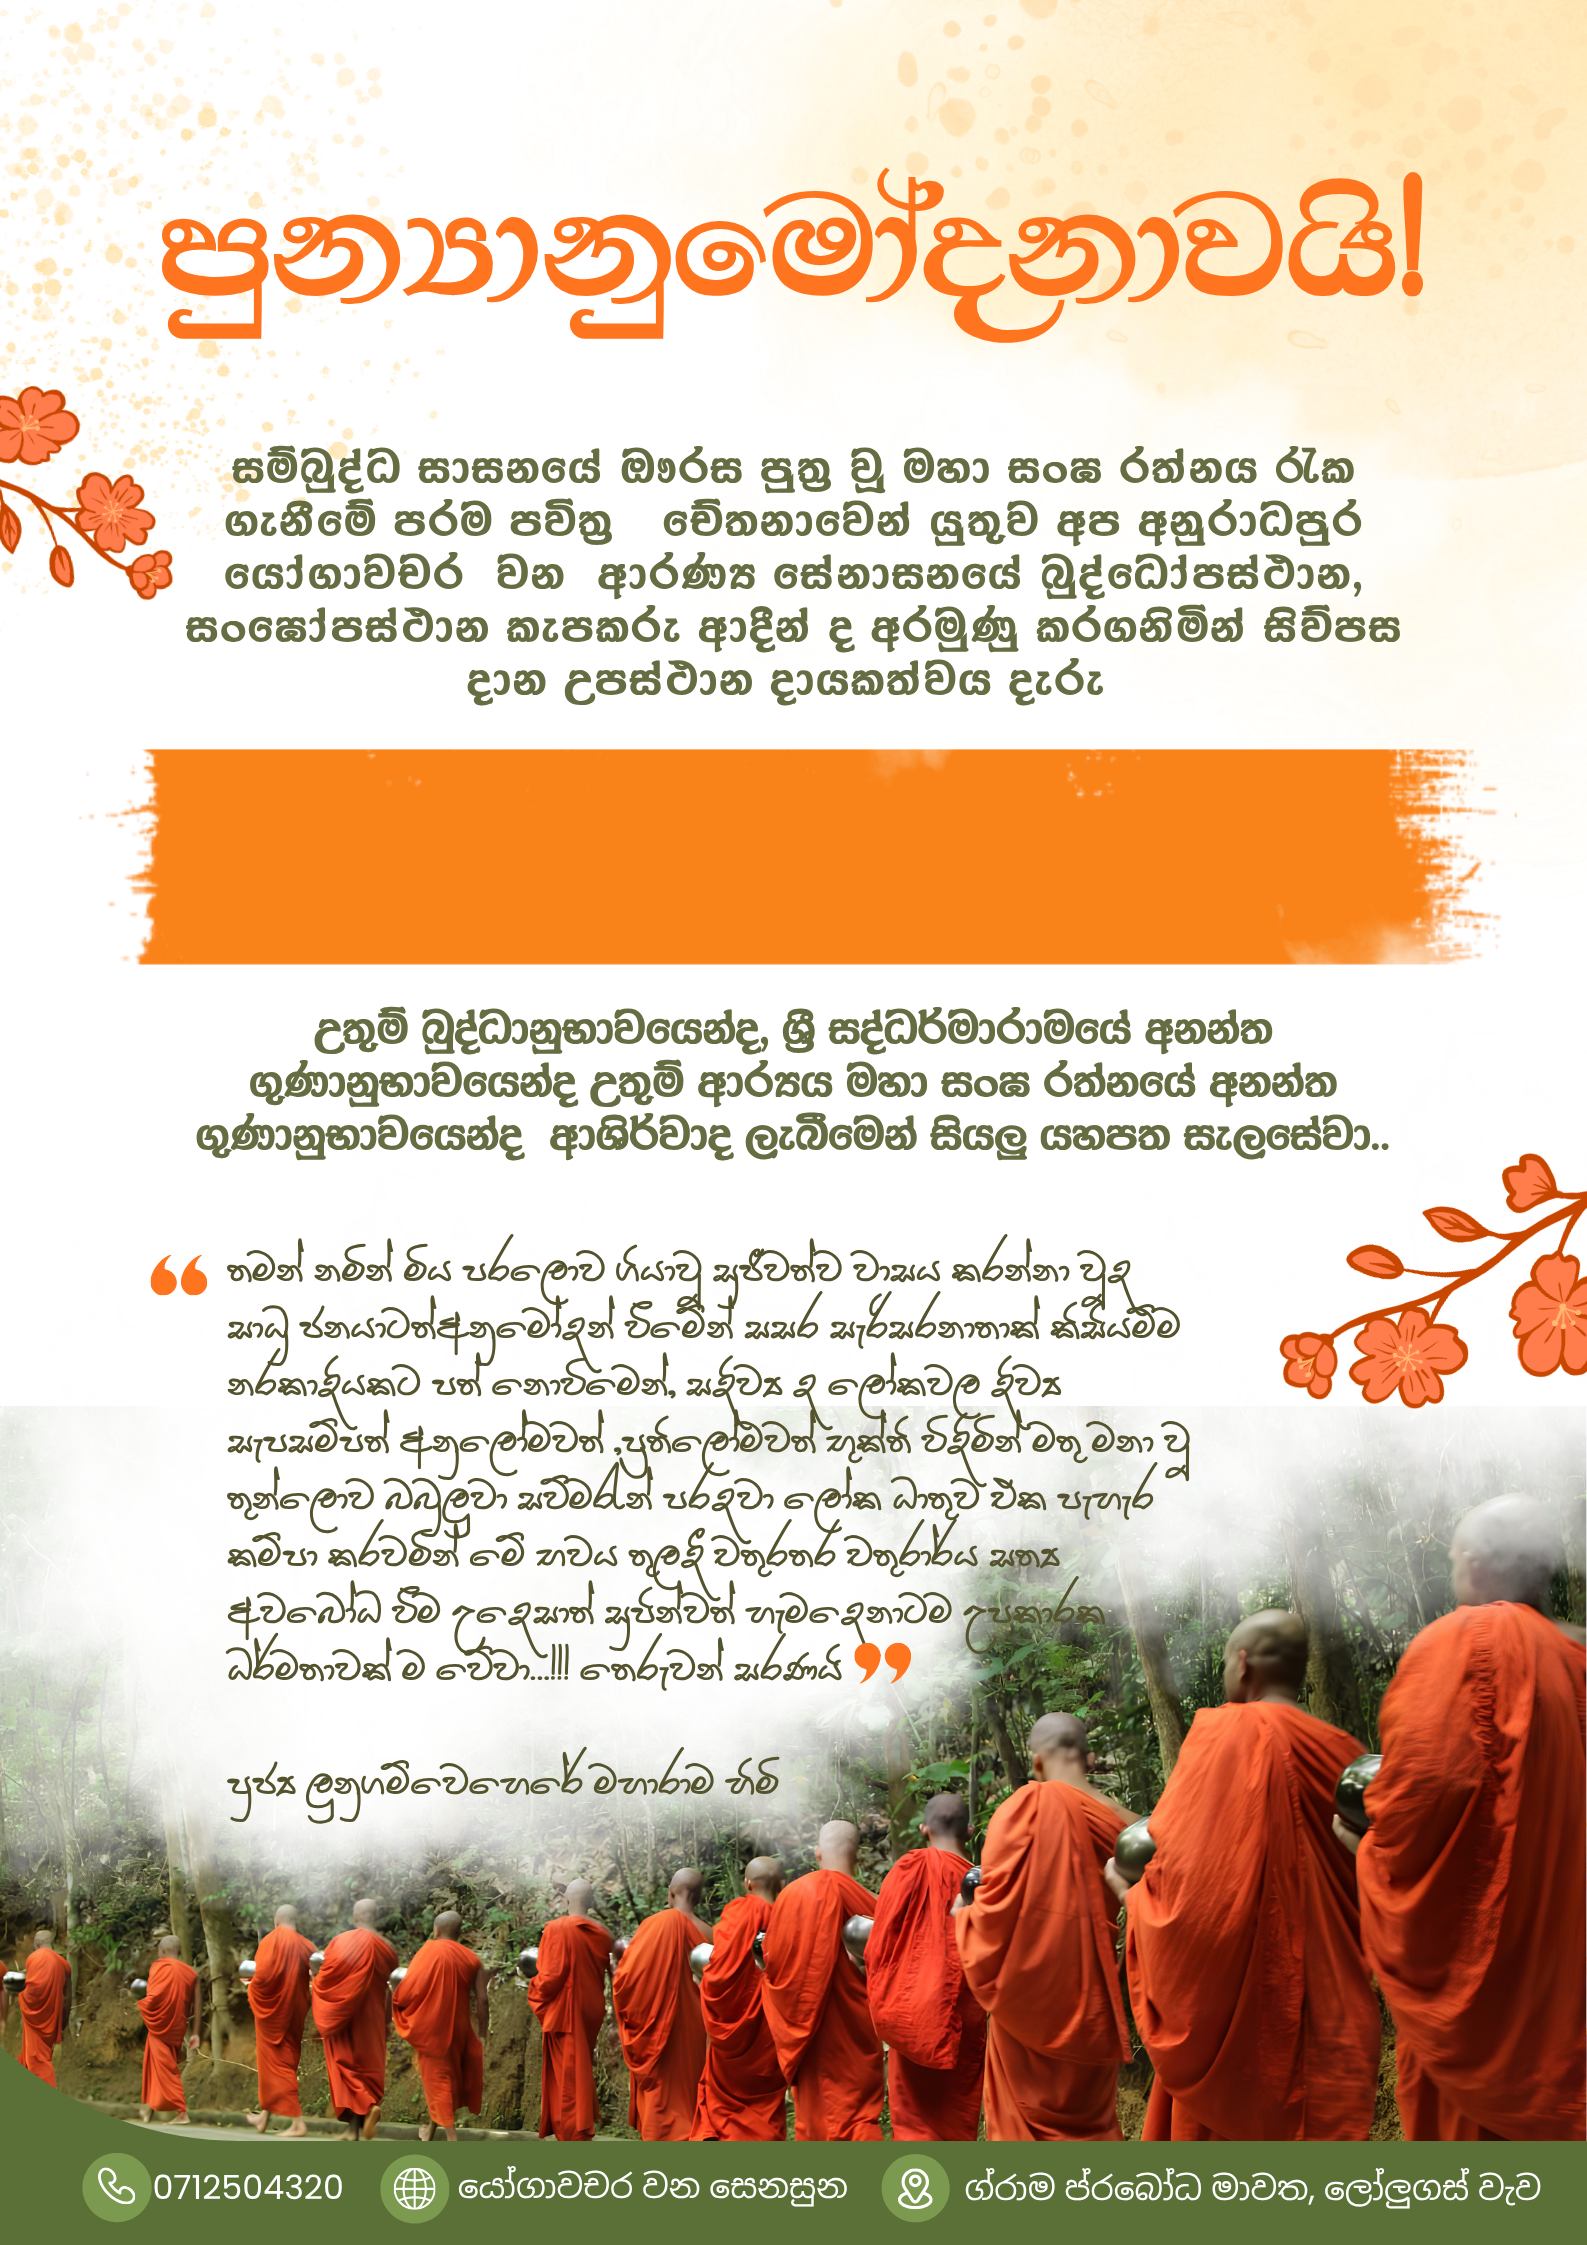 පුන්‍යානුමෝදනාවයි!
සම්බුද්ධ සාසනයේ ඖරස පුත්‍ර වූ මහා සංඝ රත්නය රැක
ගැනීමේ පරම පවිත්‍ර චේතනාවෙන් යුතුව අප අනුරාධපුර
යෝගාවචර වන ආරණ්‍ය සේනාසනයේ බුද්ධෝපස්ථාන,
සංඝෝපස්ථාන කැපකරු ආදීන් ද අරමුණු කරගනිමින් සිව්පස
දාන උපස්ථාන දායකත්වය දැරු
උතුම් බුද්ධානුභාවයෙන්ද, ශ්‍රී සද්ධර්මාරාමයේ අනන්ත
ගුණානුභාවයෙන්ද උතුම් ආර්‍යය මහා සංඝ රත්නයේ අනන්ත
ගුණානුභාවයෙන්ද ආශිර්වාද ලැබීමෙන් සියලු යහපත සැලසේවා..
“තමන් නමින් මිය පරලොව ගියාවූ සුජීවත්ව වාසය කරන්නා වූද
සාධු ජනයාටත්අනුමෝදන් වීමෙන් සසර සැරිසරනාතාක් කිසියම්ම
නරකාදියකට පත් නොවිමෙන්, සදිව්‍ය ද ලෝකවල දිව්‍ය
සැපසම්පත් අනුලෝමවත් ,පුතිලෝමවත් භුක්ති විදිමින් මතු මනා වූ
තුන්ලොව බබුළුවා සව්මරැන් පරදවා ලෝක ධාතුව ඒක පැහැර
කම්පා කරවමින් මේ භවය තුළදී චතුරතර චතුරාර්ය සත්‍ය
අවබෝධ වීම උදෙසාත් සුපින්වත් හැමදෙනාටම උපකාරක
ධර්මතාවක් ම වේවා...!!! තෙරුවන් සරණයි”
පුජ්‍ය ලුනුගම්වෙහෙරේ මහාරාම හිමි
0712504320 යෝගාවචර වන සෙනසුන ග්රාම ප්රබෝධ මාවත, ලෝලුගස් වැව